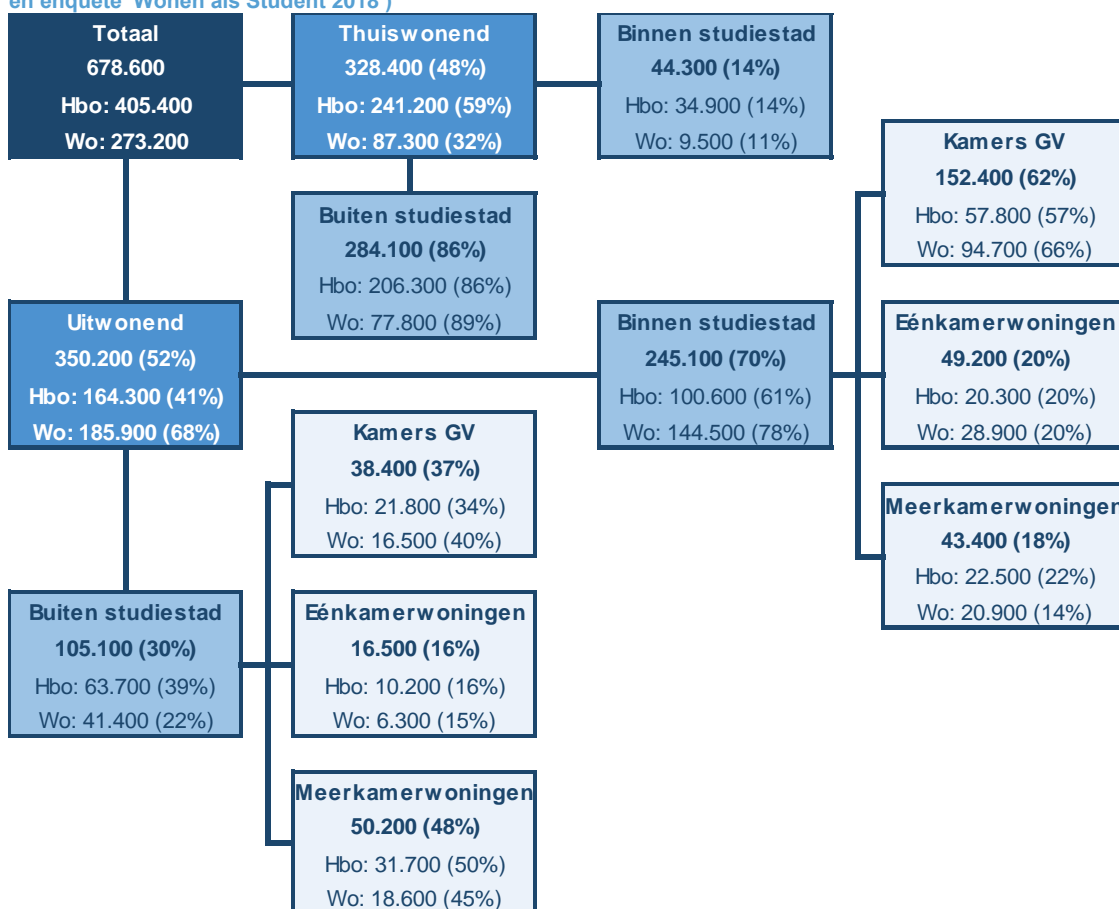 en enquête 'Wonen als Student 2018')
Totaal
678.600
Hbo: 405.400
Wo: 273.200
Thuiswonend
328.400 (48%)
Hbo: 241.200 (59%)
Wo: 87.300 (32%)
Binnen studiestad
44.300 (14%)
Hbo: 34.900 (14%)
Wo: 9.500 (11%)
Buiten studiestad
284.100 (86%)
Hbo: 206.300 (86%)
Wo: 77.800 (89%)
Uitwonend
350.200 (52%)
Hbo: 164.300 (41%)
Wo: 185.900 (68%)
Binnen studiestad
245.100 (70%)
Hbo: 100.600 (61%)
Wo: 144.500 (78%)
Kamers GV
152.400 (62%)
Hbo: 57.800 (57%)
Wo: 94.700 (66%)
Eénkamerwoningen
49.200 (20%)
Hbo: 20.300 (20%)
Wo: 28.900 (20%)
Meerkamerwoningen
43.400 (18%)
Hbo: 22.500 (22%)
Wo: 20.900 (14%)
Buiten studiestad
105.100 (30%)
Hbo: 63.700 (39%)
Wo: 41.400 (22%)
Kamers GV
38.400 (37%)
Hbo: 21.800 (34%)
Wo: 16.500 (40%)
Eénkamerwoningen
16.500 (16%)
Hbo: 10.200 (16%)
Wo: 6.300 (15%)
Meerkamerwoningen
50.200 (48%)
Hbo: 31.700 (50%)
Wo: 18.600 (45%)